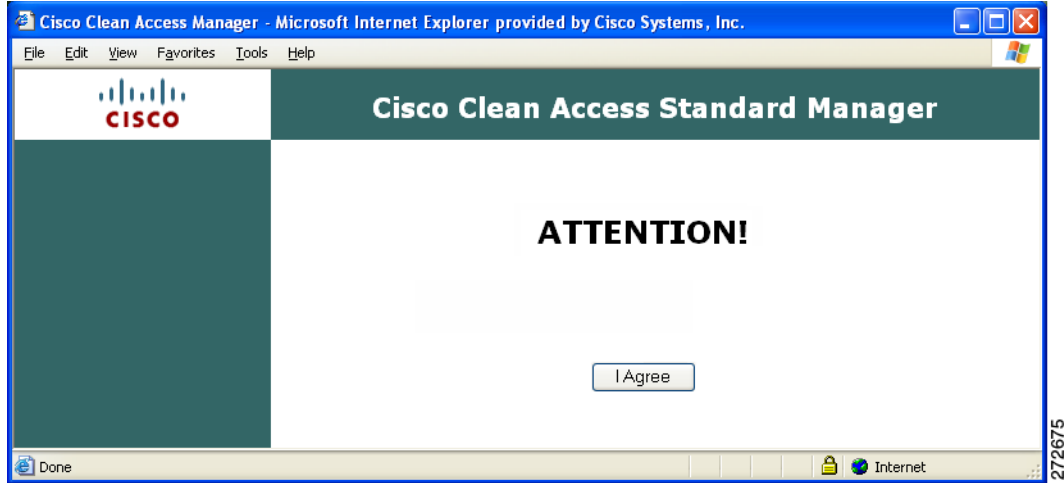 Cisco Clean Access Manager - Microsoft Internet Explorer provided by Cisco Systems, Inc.
File Edit View Favorites Tools Help
CISCO
Cisco Clean Access Standard Manager
ATTENTION!
I Agree
Done
Internet
272675